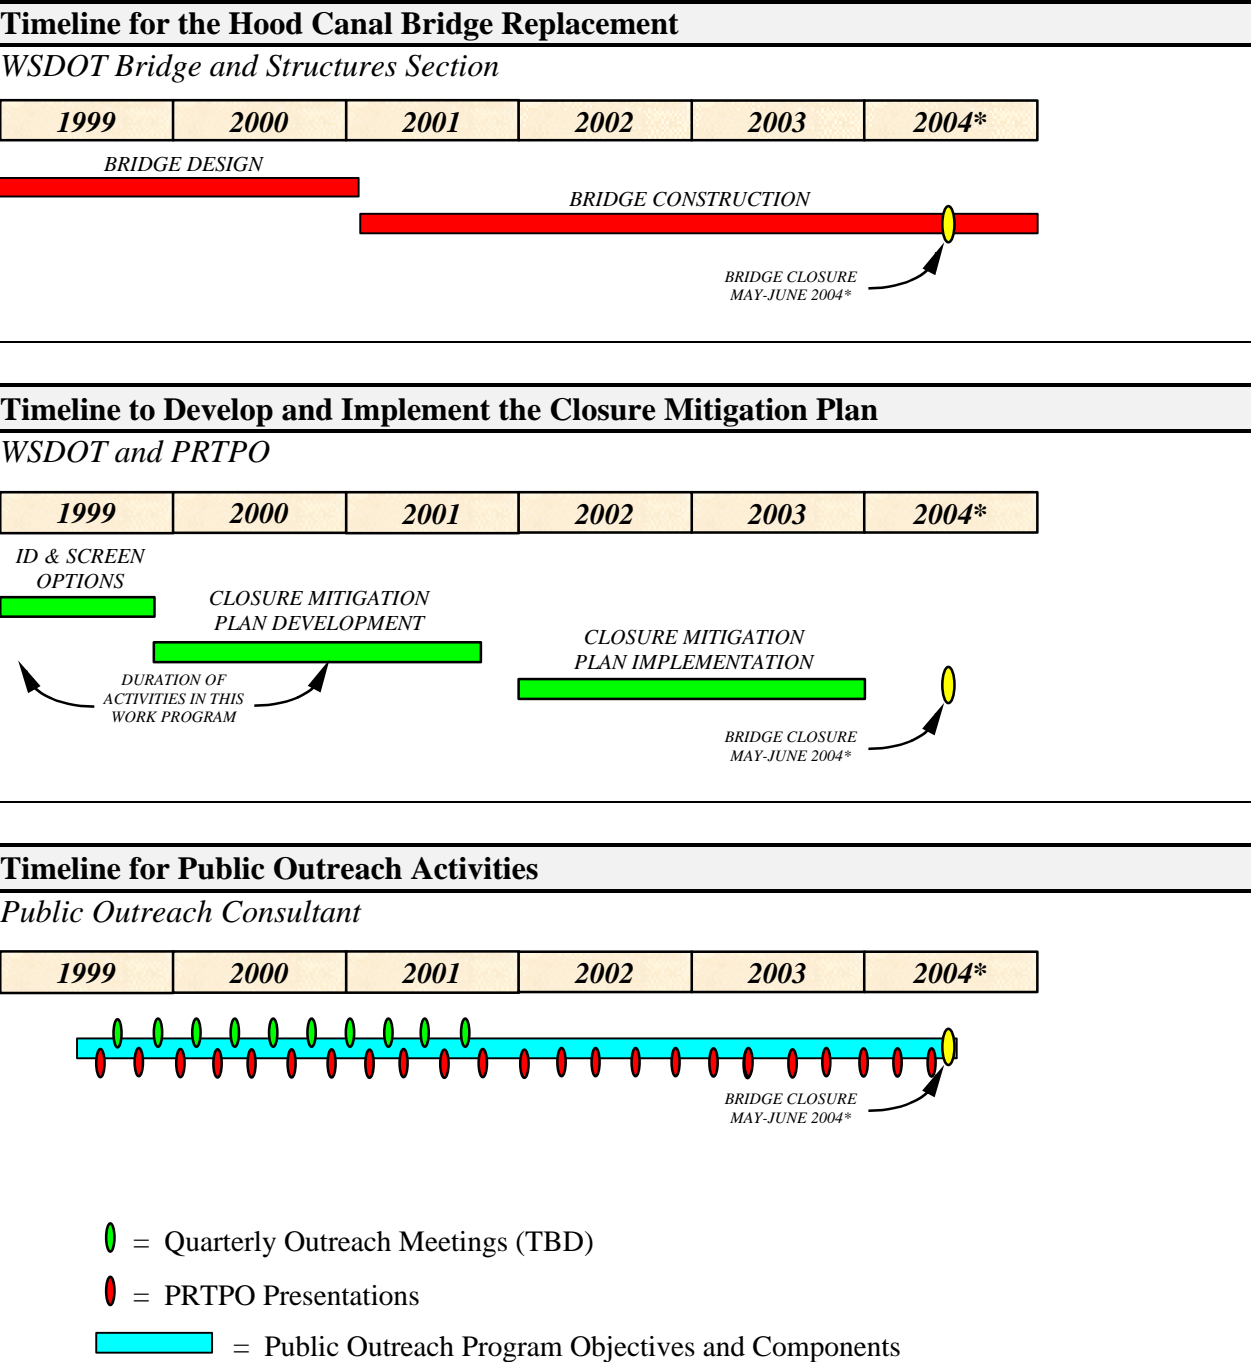 Timeline for the Hood Canal Bridge Replacement
WSDOT Bridge and Structures Section
1999 2000 2001 2002 2003 2004*
BRIDGE DESIGN
BRIDGE CONSTRUCTION
BRIDGE CLOSURE
MAY-JUNE 2004*
Timeline to Develop and Implement the Closure Mitigation Plan
WSDOT and PRTPO
1999 2000 2001 2002 2003 2004*
ID & SCREEN
OPTIONS
CLOSURE MITIGATION
PLAN DEVELOPMENT
CLOSURE MITIGATION
PLAN IMPLEMENTATION
DURATION OF
ACTIVITIES IN THIS
WORK PROGRAM
BRIDGE CLOSURE
MAY-JUNE 2004*
Timeline for Public Outreach Activities
Public Outreach Consultant
1999 2000 2001 2002 2003 2004*
BRIDGE CLOSURE
MAY-JUNE 2004*
= Quarterly Outreach Meetings (TBD)
= PRTPO Presentations
= Public Outreach Program Objectives and Components